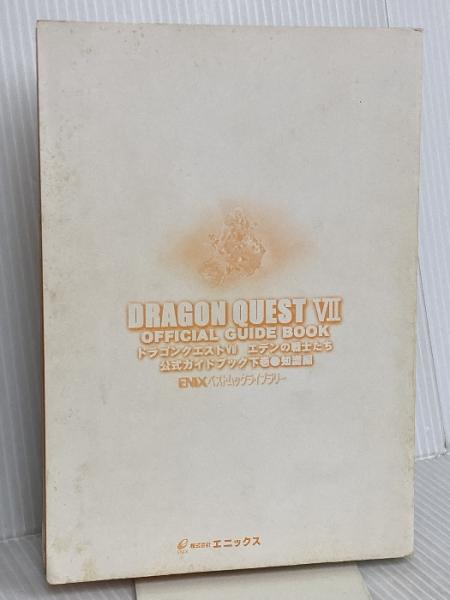 DRAGON QUEST VII
OFFICIAL GUIDE BOOK
ドラゴンクエストVII エデンの戦士たち
公式ガイドブック下巻●知識編
ENIXベストムックライブラリー
株式会社エニックス